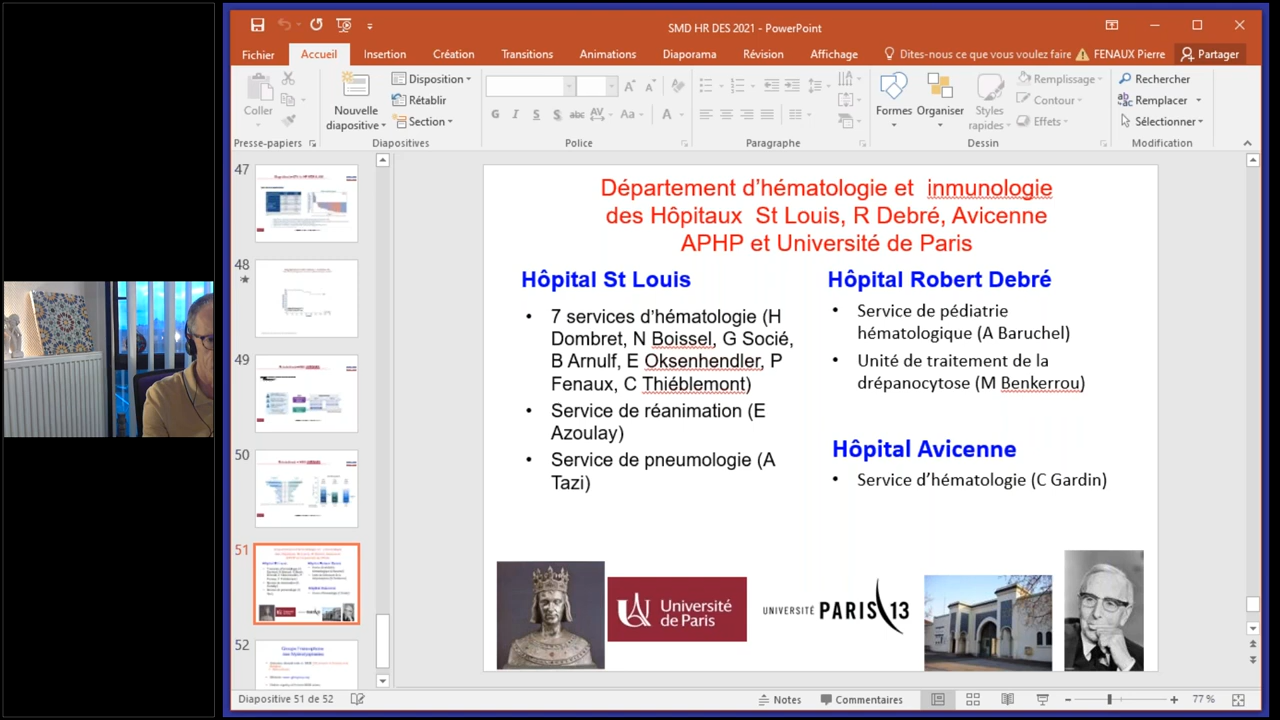 SMD HR DES 2021 - PowerPoint
Fichier Accueil Insertion Création Transitions Animations Diaporama Révision Affichage Dites-nous ce que vous voulez faire FENAUX Pierre Partager
Coller
Nouvelle diapositive
Disposition
Rétablir
Section
G I S S abc AV Aa A
Formes
Organiser
Styles rapides
Remplissage
Contour
Effets
Rechercher
Remplacer
Sélectionner
Presse-papiers Diapositives Police Paragraphe Dessin Modification
47
48
49
50
51
52
Département d'hématologie et inmunologie
des Hôpitaux St Louis, R Debré, Avicenne
APHP et Université de Paris
Hôpital St Louis
• 7 services d'hématologie (H
Dombret, N Boissel, G Socié,
B Arnulf, E Oksenhendler, P
Fenaux, C Thiéblemont)
• Service de réanimation (E
Azoulay)
• Service de pneumologie (A
Tazi)
Hôpital Robert Debré
• Service de pédiatrie
hématologique (A Baruchel)
• Unité de traitement de la
drépanocytose (M Benkerrou)
Hôpital Avicenne
• Service d'hématologie (C Gardin)
Université
de Paris
UNIVERSITÉ PARIS 13
Diapositive 51 de 52
Notes
Commentaires
77 %